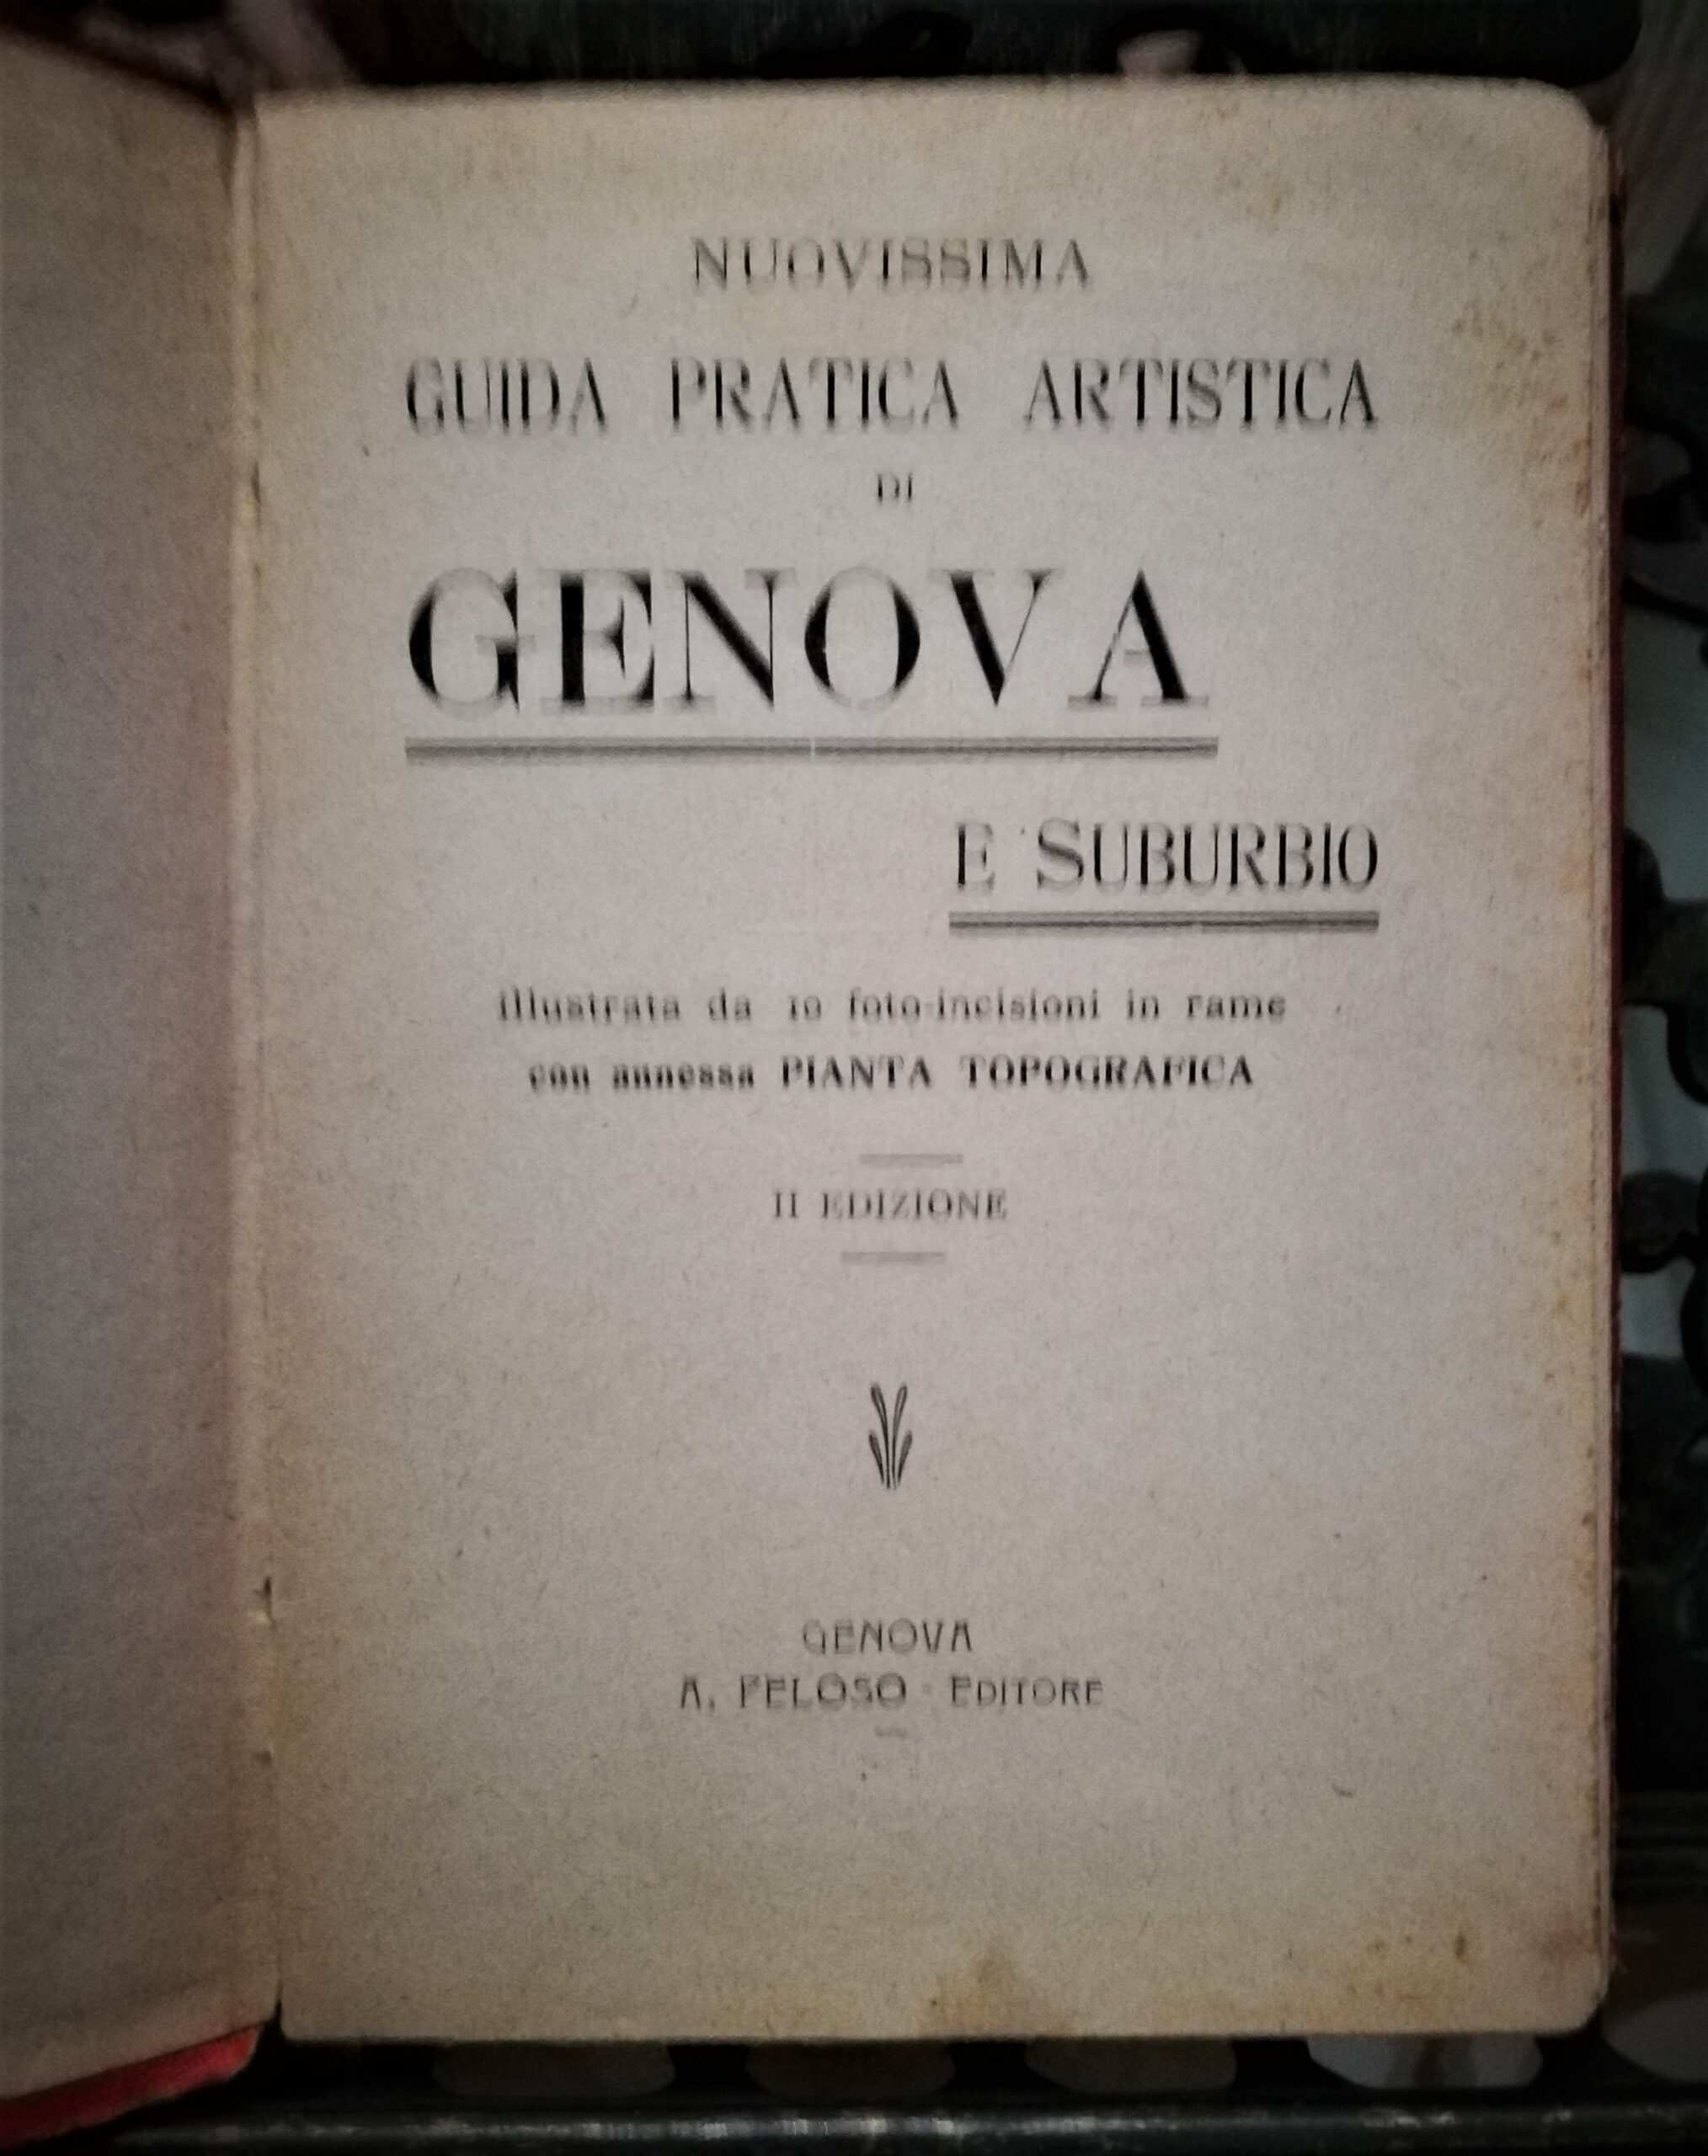 NUOVISSIMA
GUIDA PRATICA ARTISTICA
DI
GENOVA
E SUBURBIO
illustrata da 10 foto-incisioni in rame
con annessa PIANTA TOPOGRAFICA
II EDIZIONE
GENOVA
A. FELOSO - EDITORE